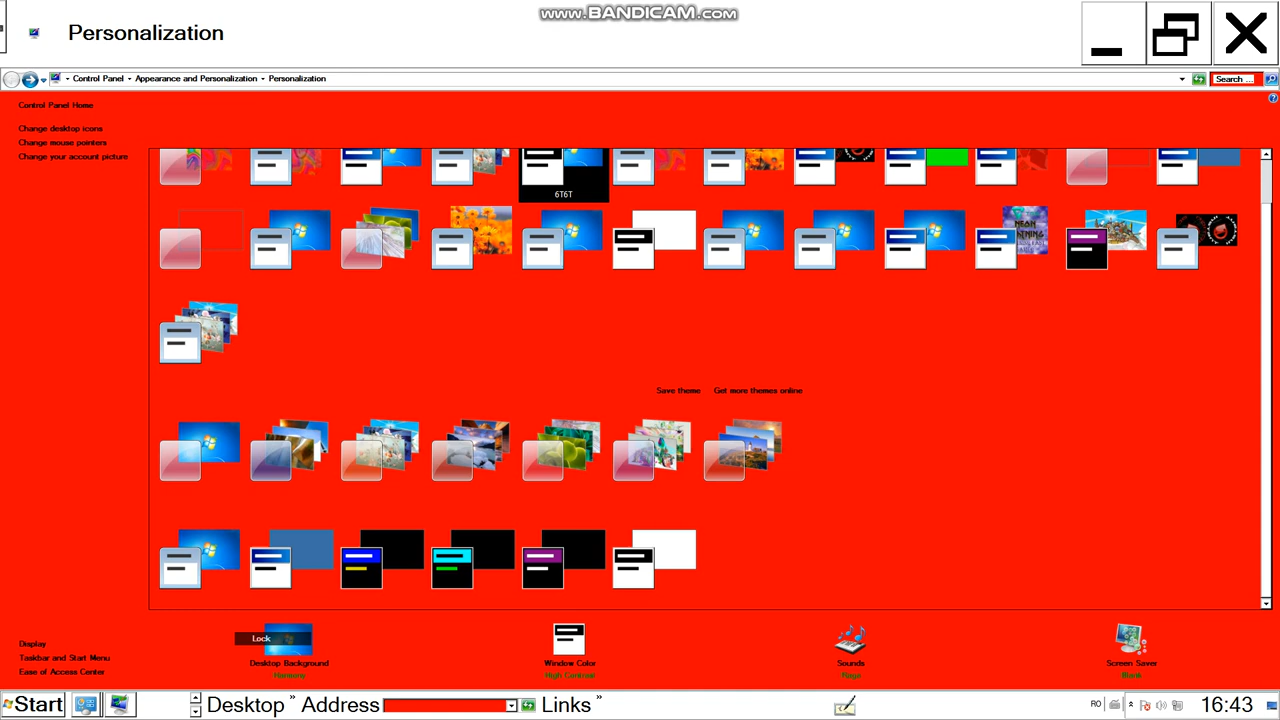 www.BANDICAM.com
Personalization
Control Panel Appearance and Personalization Personalization
Search ...
Control Panel Home
Change desktop icons
Change mouse pointers
Change your account picture
6T6T
NEON
Save theme Get more themes online
Lock
Display
Taskbar and Start Menu
Ease of Access Center
Desktop Background
Harmony
Window Color
High Contrast
Sounds
Raga
Screen Saver
Blank
Start
Desktop » Address
Links »
RO
16:43